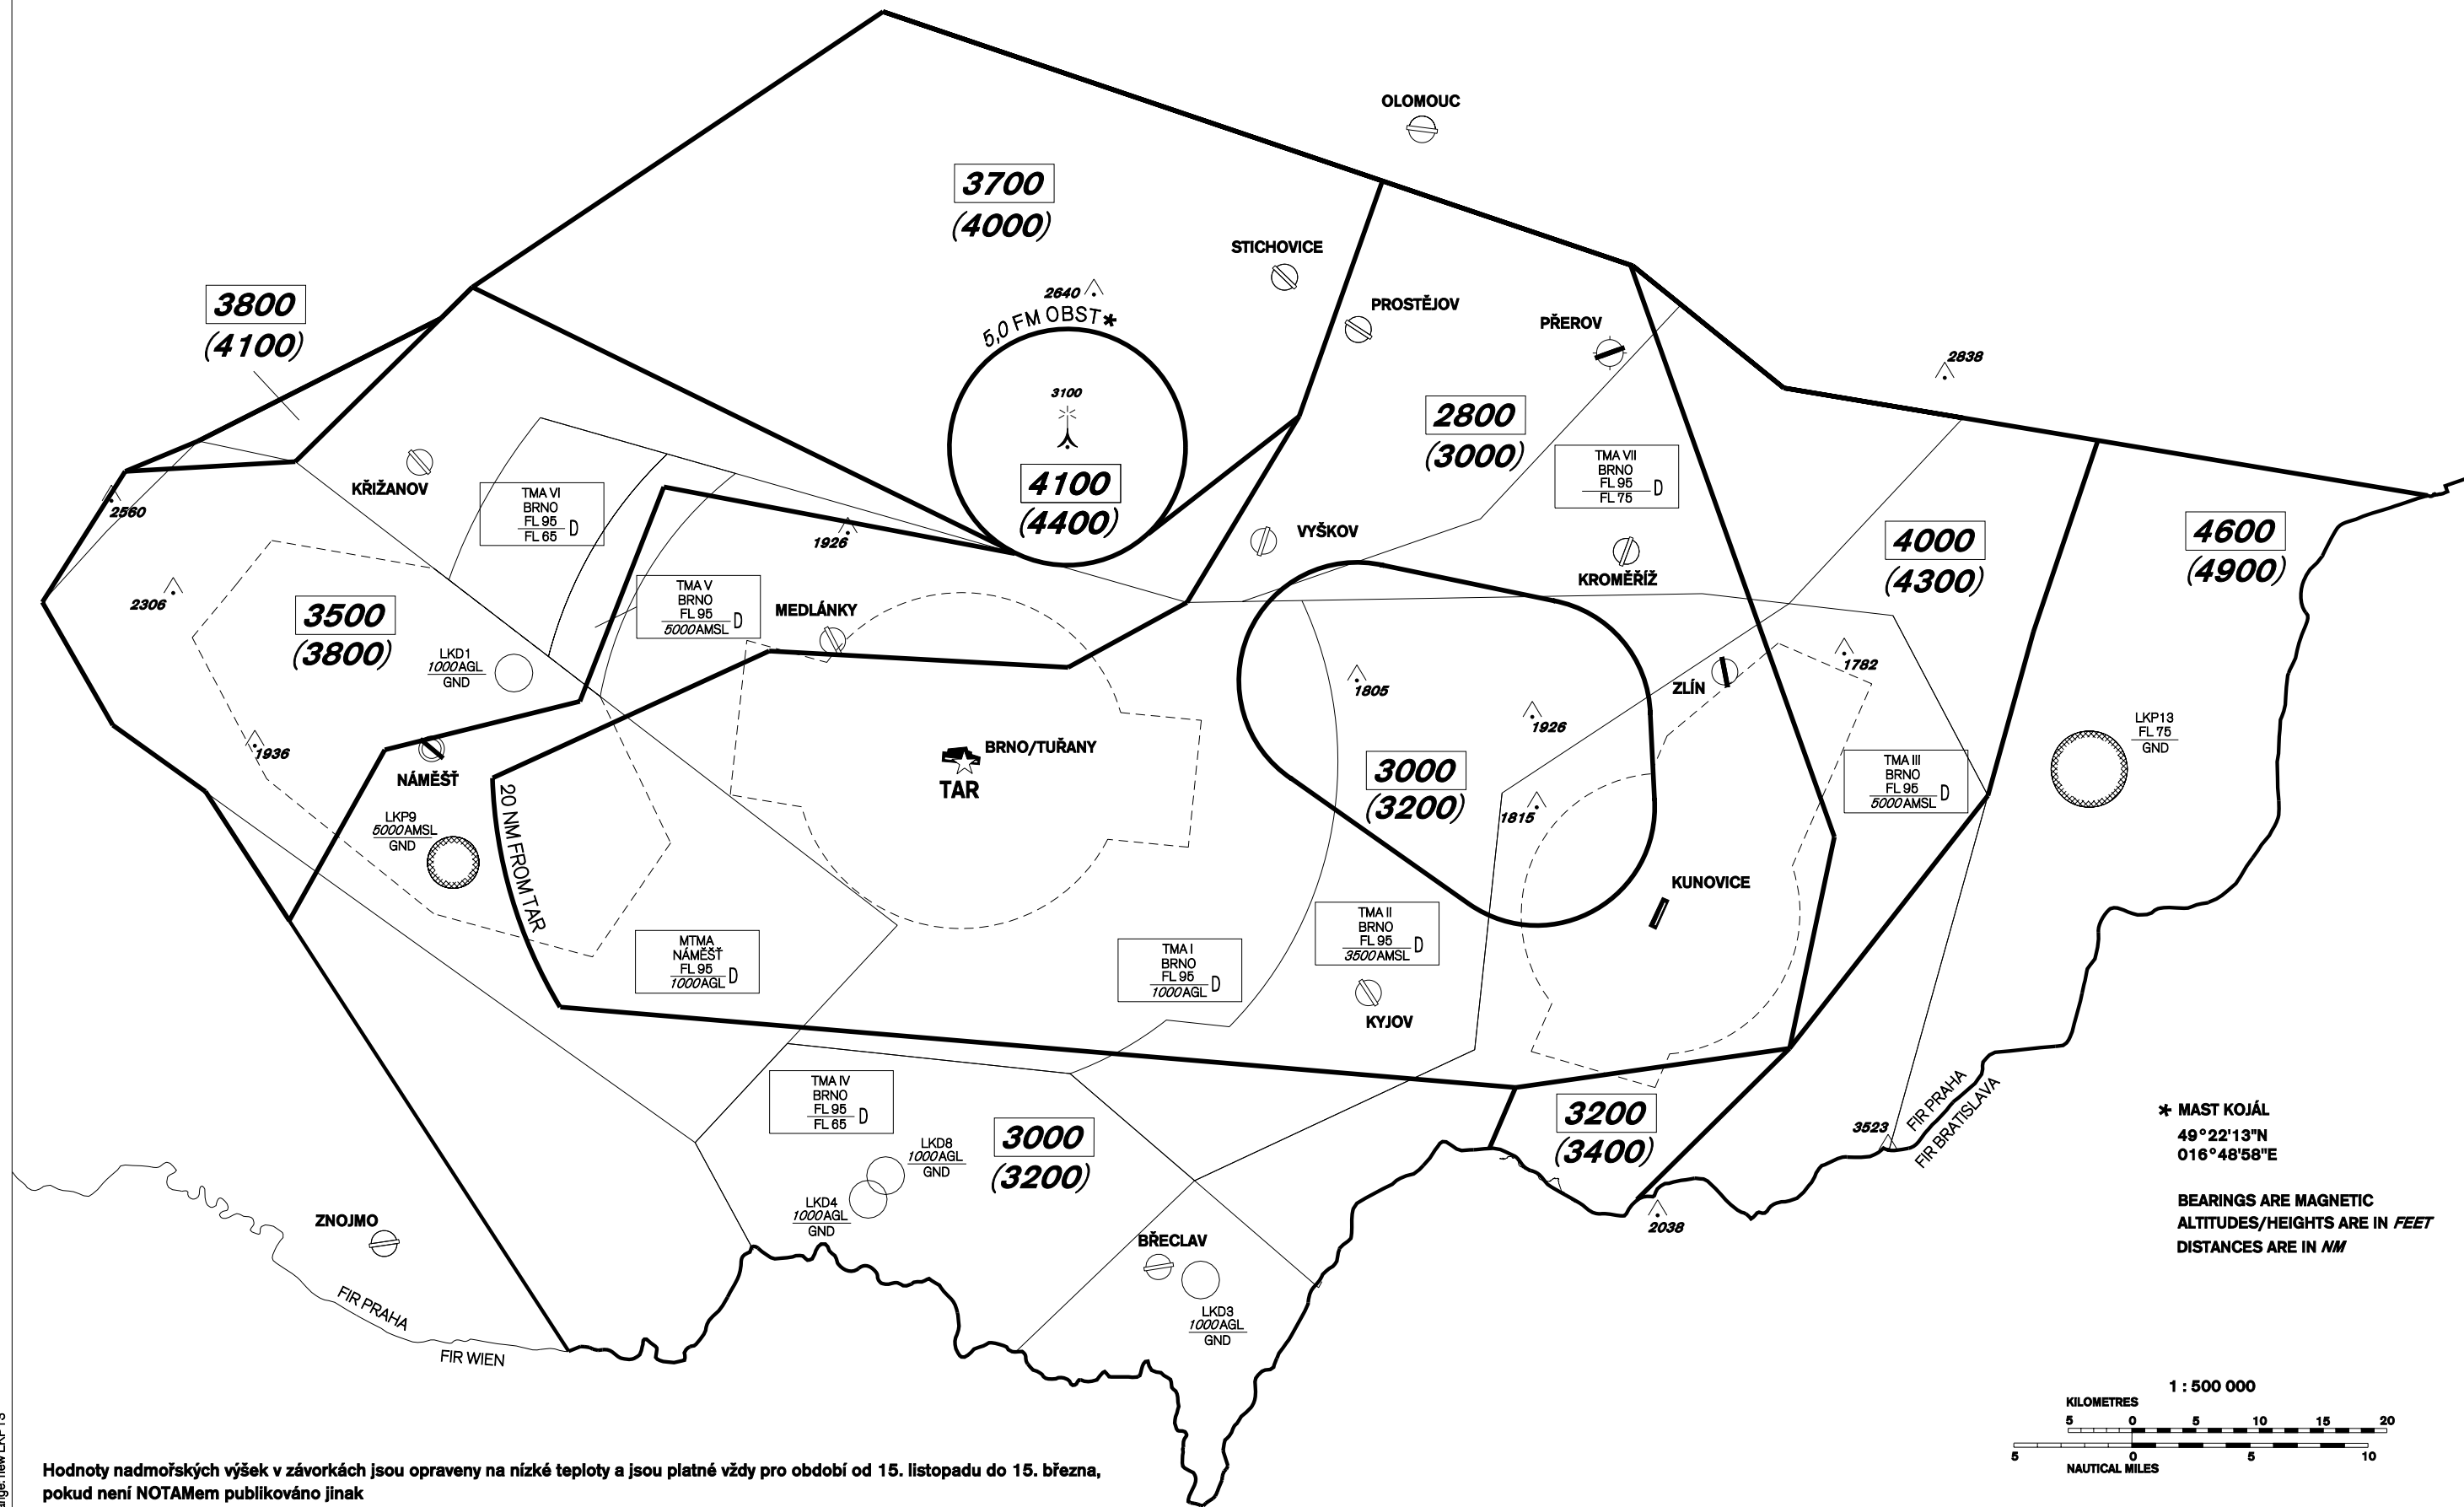 OLOMOUC
3700
(4000)
STICHOVICE
2640
5,0 FM OBST*
PROSTĚJOV
PŘEROV
3800
(4100)
2838
3100
2800
(3000)
4100
(4400)
KŘIŽANOV
TMA VI
BRNO
FL 95
FL 65
D
TMA VII
BRNO
FL 95
FL 75
D
2560
1926
VYŠKOV
4000
(4300)
4600
(4900)
KROMĚŘÍŽ
2306
3500
(3800)
TMA V
BRNO
FL 95
5000AMSL
D
MEDLÁNKY
LKD1
1000AGL
GND
1782
1805
ZLÍN
1926
LKP13
FL 75
GND
1936
NÁMĚŠŤ
BRNO/TUŘANY
TAR
3000
(3200)
TMA III
BRNO
FL 95
5000AMSL
D
1815
LKP9
5000AMSL
GND
20 NM FROM TAR
KUNOVICE
MTMA
NÁMĚŠŤ
FL 95
1000AGL
D
TMA I
BRNO
FL 95
1000AGL
D
TMA II
BRNO
FL 95
3500AMSL
D
KYJOV
TMA IV
BRNO
FL 95
FL 65
D
3000
(3200)
3200
(3400)
3523
FIR PRAHA
FIR BRATISLAVA
LKD8
1000AGL
GND
LKD4
1000AGL
GND
2038
ZNOJMO
BŘECLAV
LKD3
1000AGL
GND
FIR PRAHA
FIR WIEN
* MAST KOJÁL
49°22'13"N
016°48'58"E
BEARINGS ARE MAGNETIC
ALTITUDES/HEIGHTS ARE IN FEET
DISTANCES ARE IN NM
1 : 500 000
KILOMETRES
5 0 5 10 15 20
5 0 5 10
NAUTICAL MILES
Hodnoty nadmořských výšek v závorkách jsou opraveny na nízké teploty a jsou platné vždy pro období od 15. listopadu do 15. března,
pokud není NOTAMem publikováno jinak